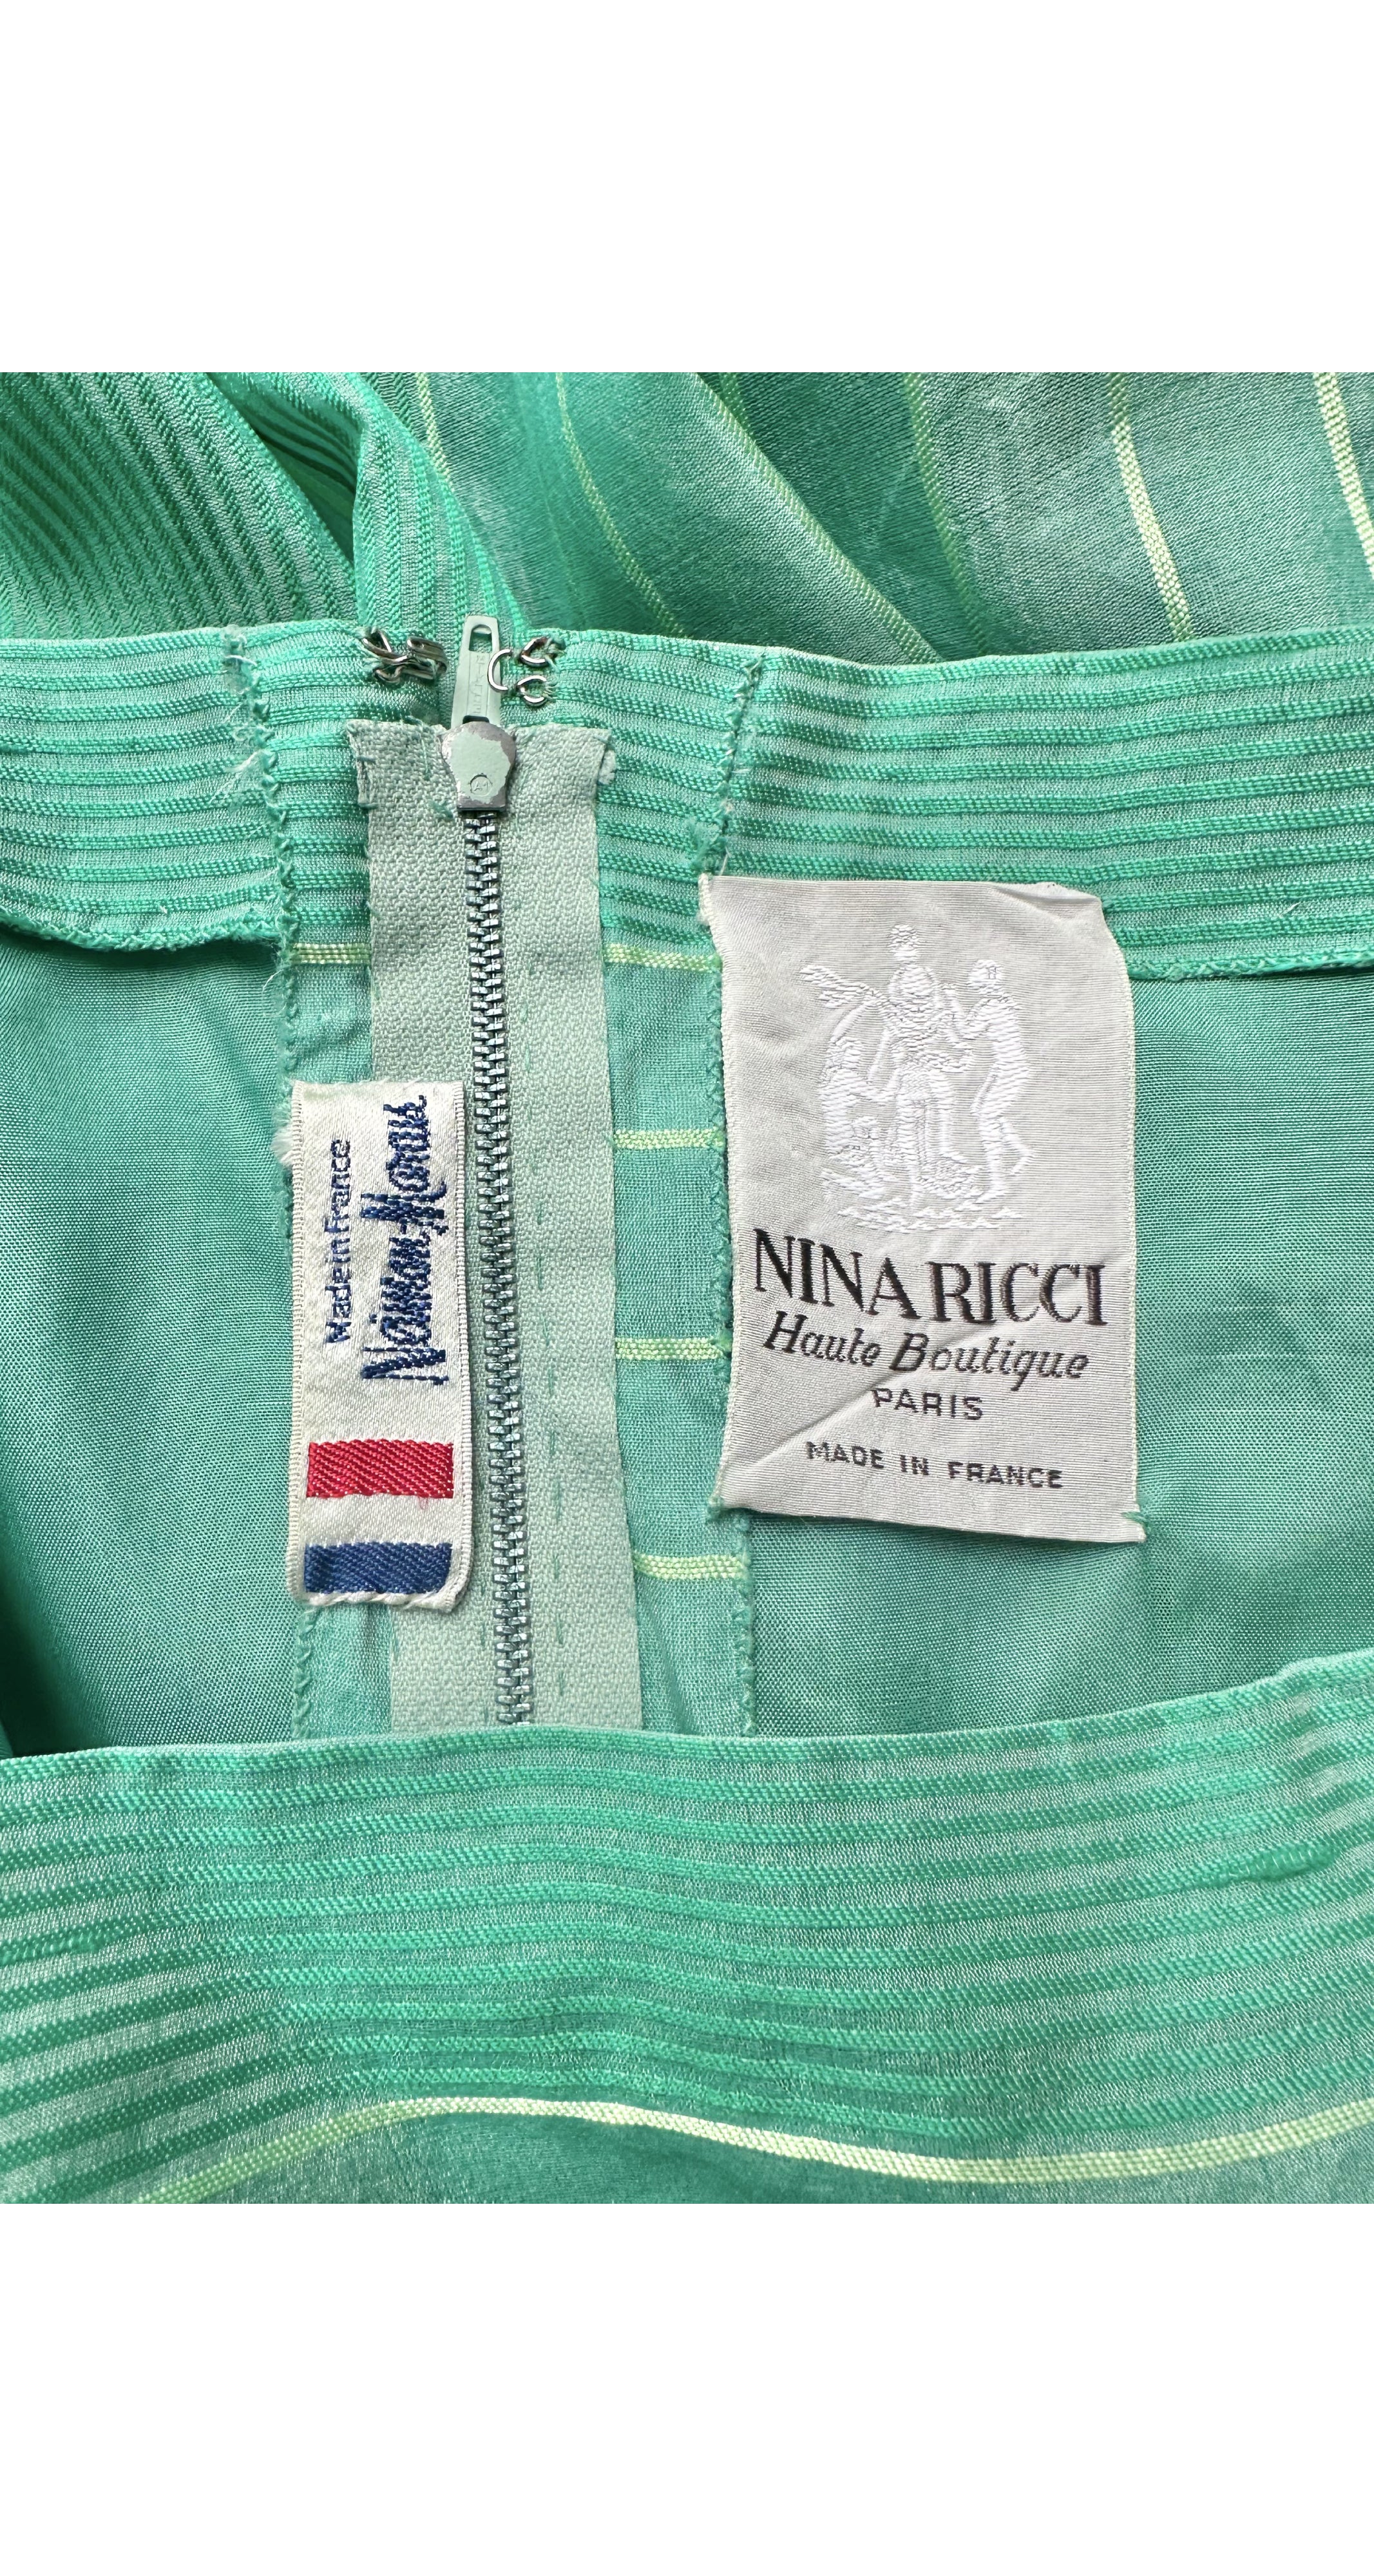 Made in France
Neiman-Marcus
NINA RICCI
Haute Boutique
PARIS
MADE IN FRANCE